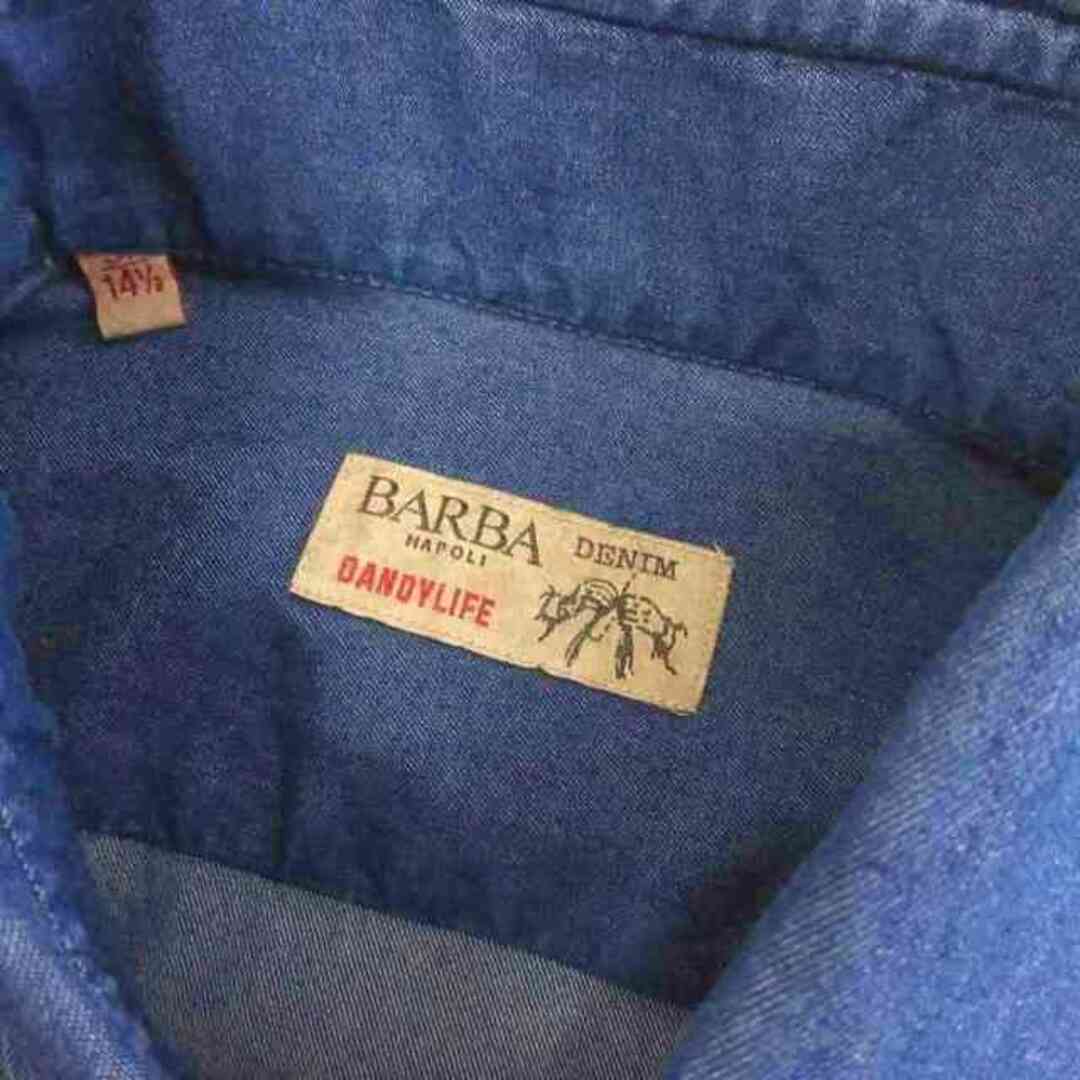 14½
BARBA
NAPOLI
DENIM
DANDYLIFE